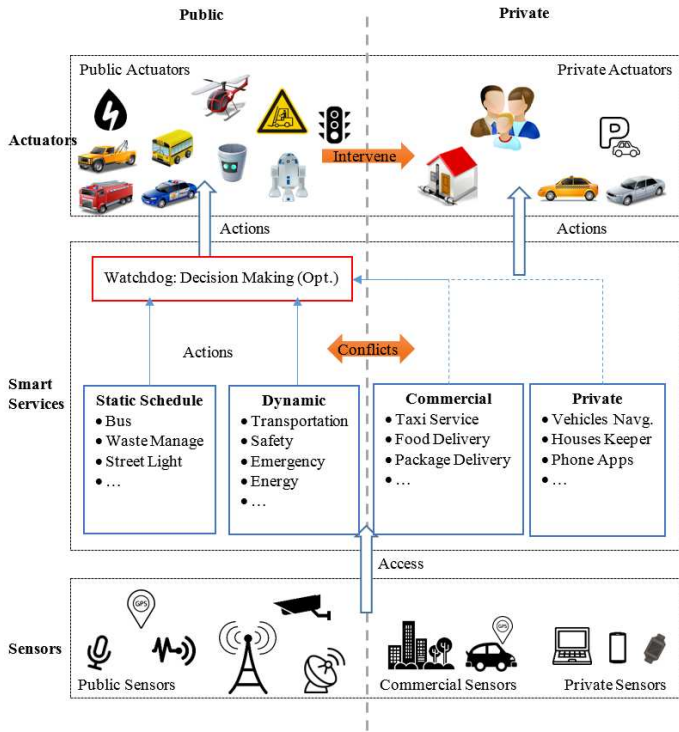 Public
Private
Public Actuators
Private Actuators
Actuators
P
Intervene
Actions
Actions
Watchdog: Decision Making (Opt.)
Actions
Conflicts
Smart
Services
Static Schedule
• Bus
• Waste Manage
• Street Light
• …
Dynamic
• Transportation
• Safety
• Emergency
• Energy
• …
Commercial
• Taxi Service
• Food Delivery
• Package Delivery
• …
Private
• Vehicles Navg.
• Houses Keeper
• Phone Apps
• …
Access
GPS
GPS
Sensors
Public Sensors
Commercial Sensors
Private Sensors